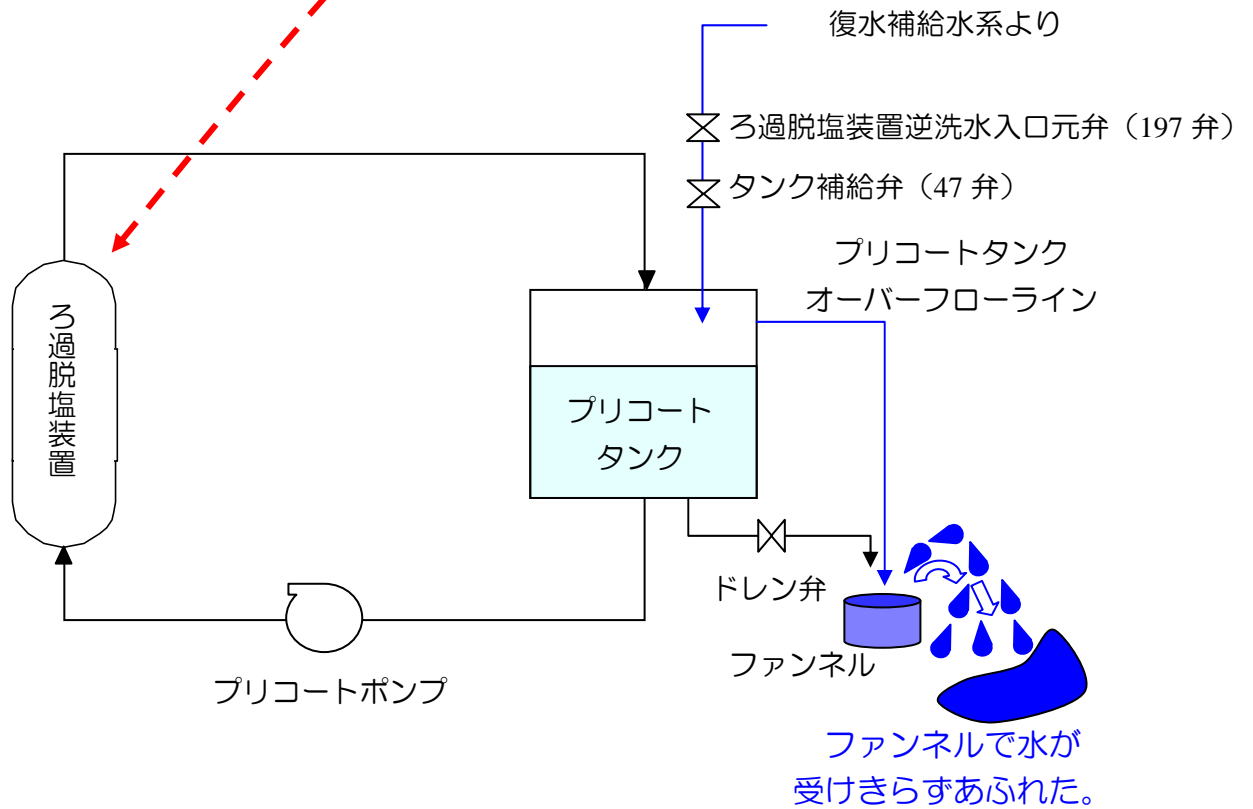 復水補給水系より
ろ過脱塩装置逆洗水入口元弁（197 弁）
タンク補給弁（47 弁）
プリコートタンク
オーバーフローライン
ろ過脱塩装置
プリコート
タンク
ドレン弁
ファンネル
プリコートポンプ
ファンネルで水が
受けきらずあふれた。